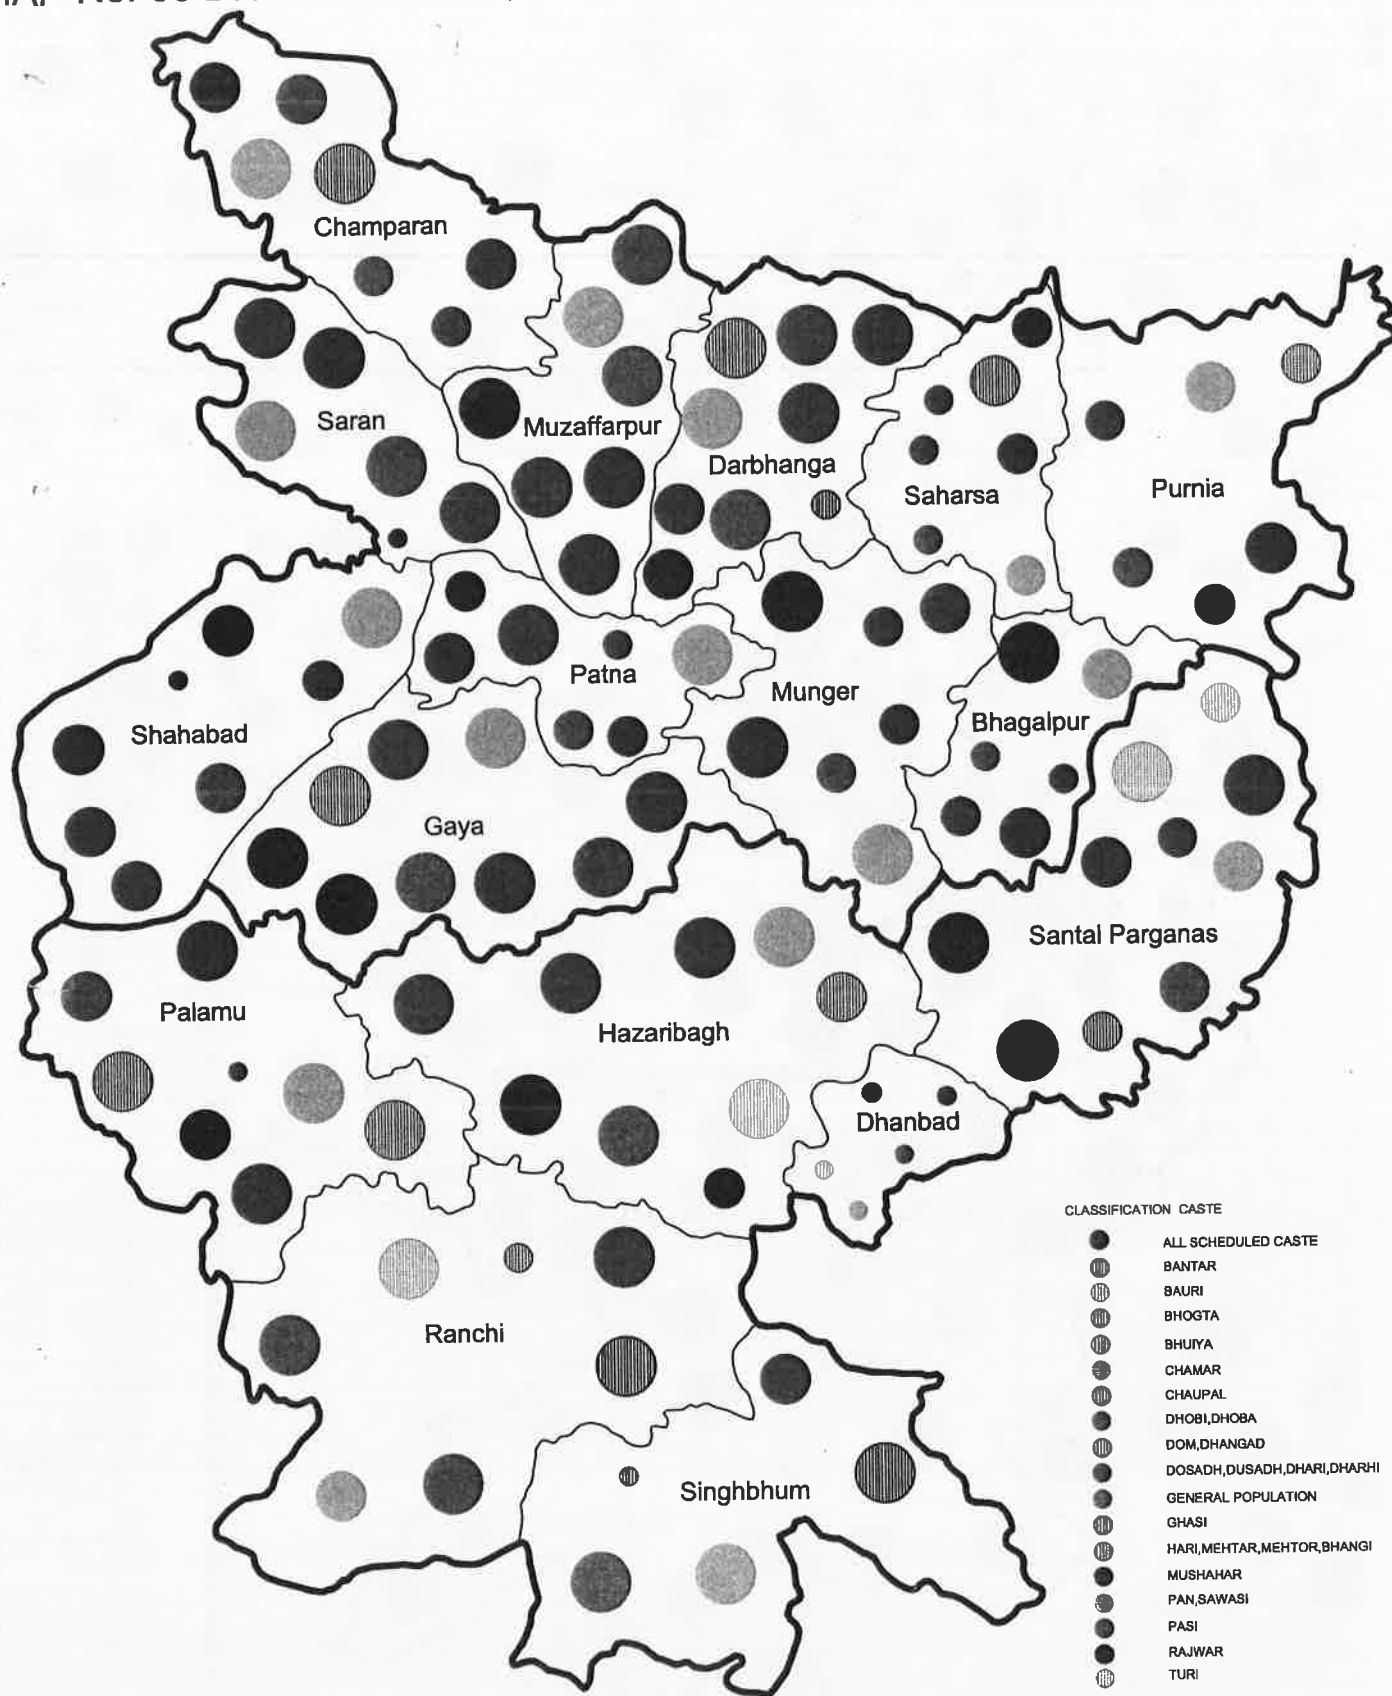 Champaran
Saran
Muzaffarpur
Darbhanga
Saharsa
Purnia
Patna
Munger
Shahabad
Bhagalpur
Gaya
Santal Parganas
Palamu
Hazaribagh
Dhanbad
Ranchi
Singhbhum
CLASSIFICATION CASTE
ALL SCHEDULED CASTE
BANTAR
BAURI
BHOGTA
BHUIYA
CHAMAR
CHAUPAL
DHOBI,DHOBA
DOM,DHANGAD
DOSADH,DUSADH,DHARI,DHARHI
GENERAL POPULATION
GHASI
HARI,MEHTAR,MEHTOR,BHANGI
MUSHAHAR
PAN,SAWASI
PASI
RAJWAR
TURI